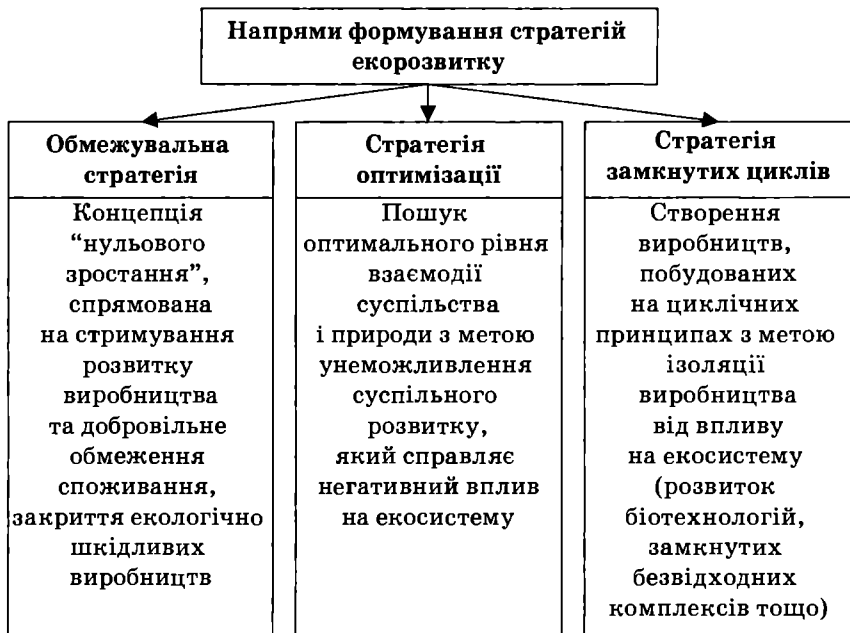 Напрями формування стратегій
екорозвитку
Обмежувальна
стратегія
Концепція
“нульового
зростання”,
спрямована
на стримування
розвитку
виробництва
та добровільне
обмеження
споживання,
закриття екологічно
шкідливих
виробництв
Стратегія
оптимізації
Пошук
оптимального рівня
взаємодії
суспільства
і природи з метою
унеможливлення
суспільного
розвитку,
який справляє
негативний вплив
на екосистему
Стратегія
замкнутих циклів
Створення
виробництв,
побудованих
на циклічних
принципах з метою
ізоляції
виробництва
від впливу
на екосистему
(розвиток
біотехнологій,
замкнутих
безвідходних
комплексів тощо)